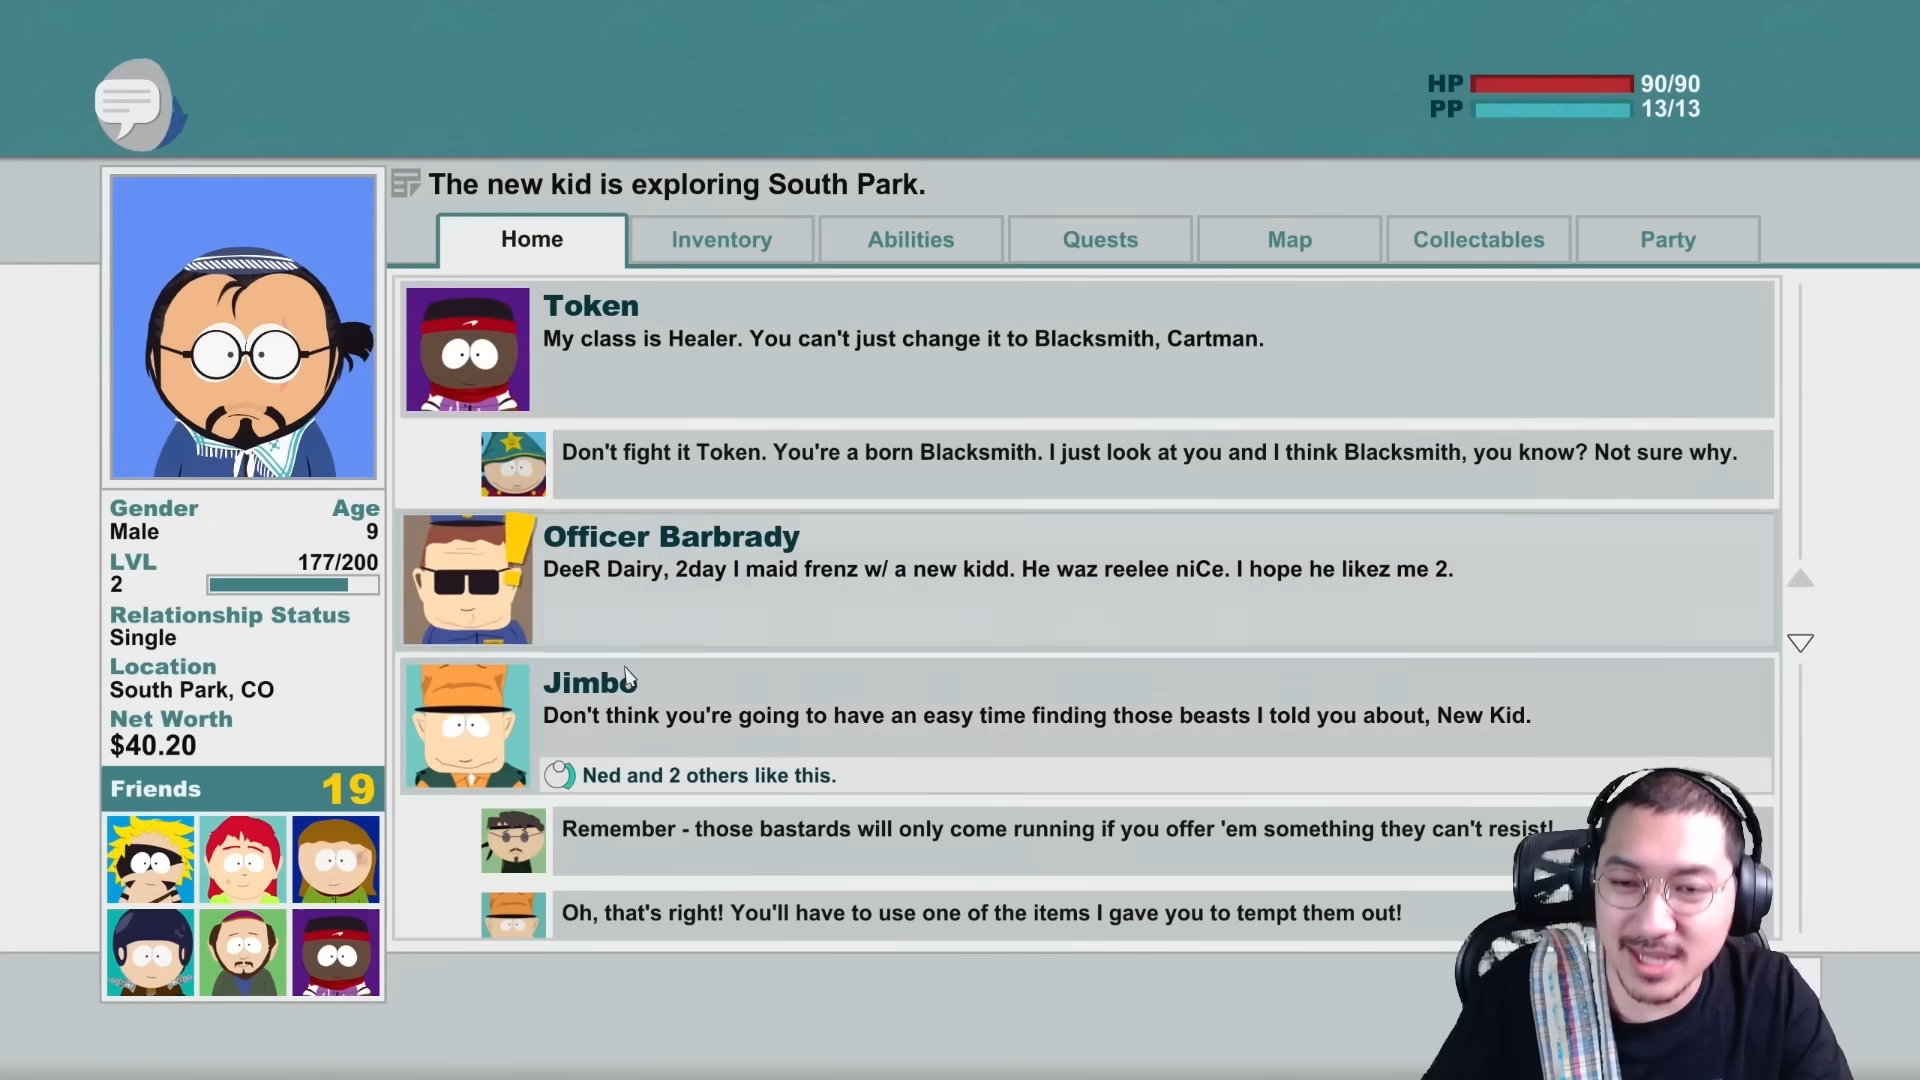 HP 90/90
PP 13/13
The new kid is exploring South Park.
Home Inventory Abilities Quests Map Collectables Party
Token
My class is Healer. You can't just change it to Blacksmith, Cartman.
Don't fight it Token. You're a born Blacksmith. I just look at you and I think Blacksmith, you know? Not sure why.
Officer Barbrady
DeeR Dairy, 2day I maid frenz w/ a new kidd. He waz reelee niCe. I hope he likez me 2.
Jimbo
Don't think you're going to have an easy time finding those beasts I told you about, New Kid.
Ned and 2 others like this.
Remember - those bastards will only come running if you offer 'em something they can't resist!
Oh, that's right! You'll have to use one of the items I gave you to tempt them out!
Gender Age
Male 9
LVL 177/200
2
Relationship Status
Single
Location
South Park, CO
Net Worth
$40.20
Friends 19